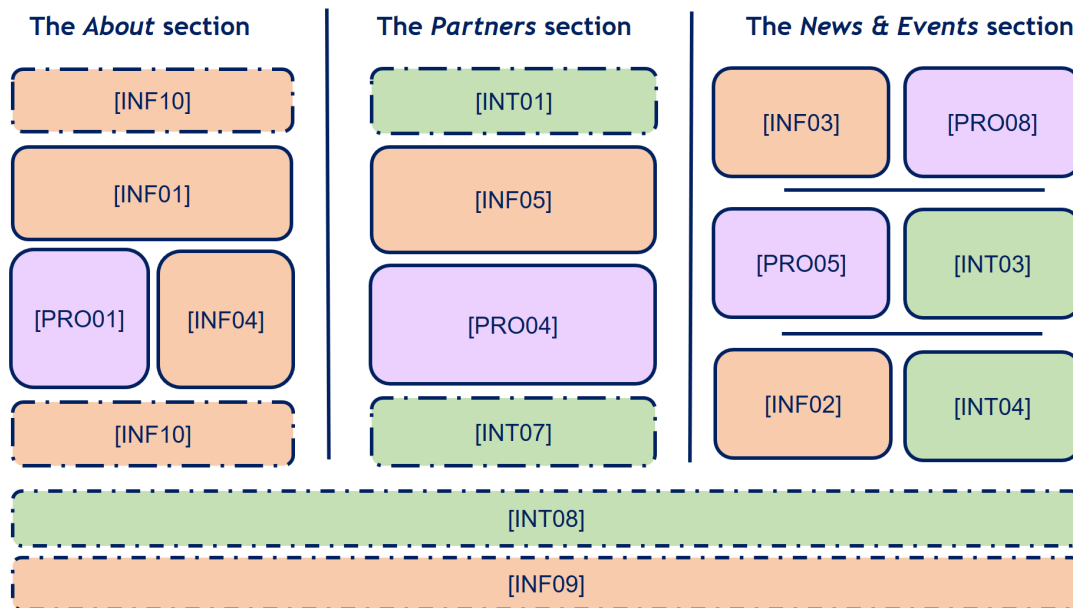 The About section
[INF10]
[INF01]
[PRO01]
[INF04]
[INF10]
The Partners section
[INT01]
[INF05]
[PRO04]
[INT07]
The News & Events section
[INF03]
[PRO08]
[PRO05]
[INT03]
[INF02]
[INT04]
[INT08]
[INF09]